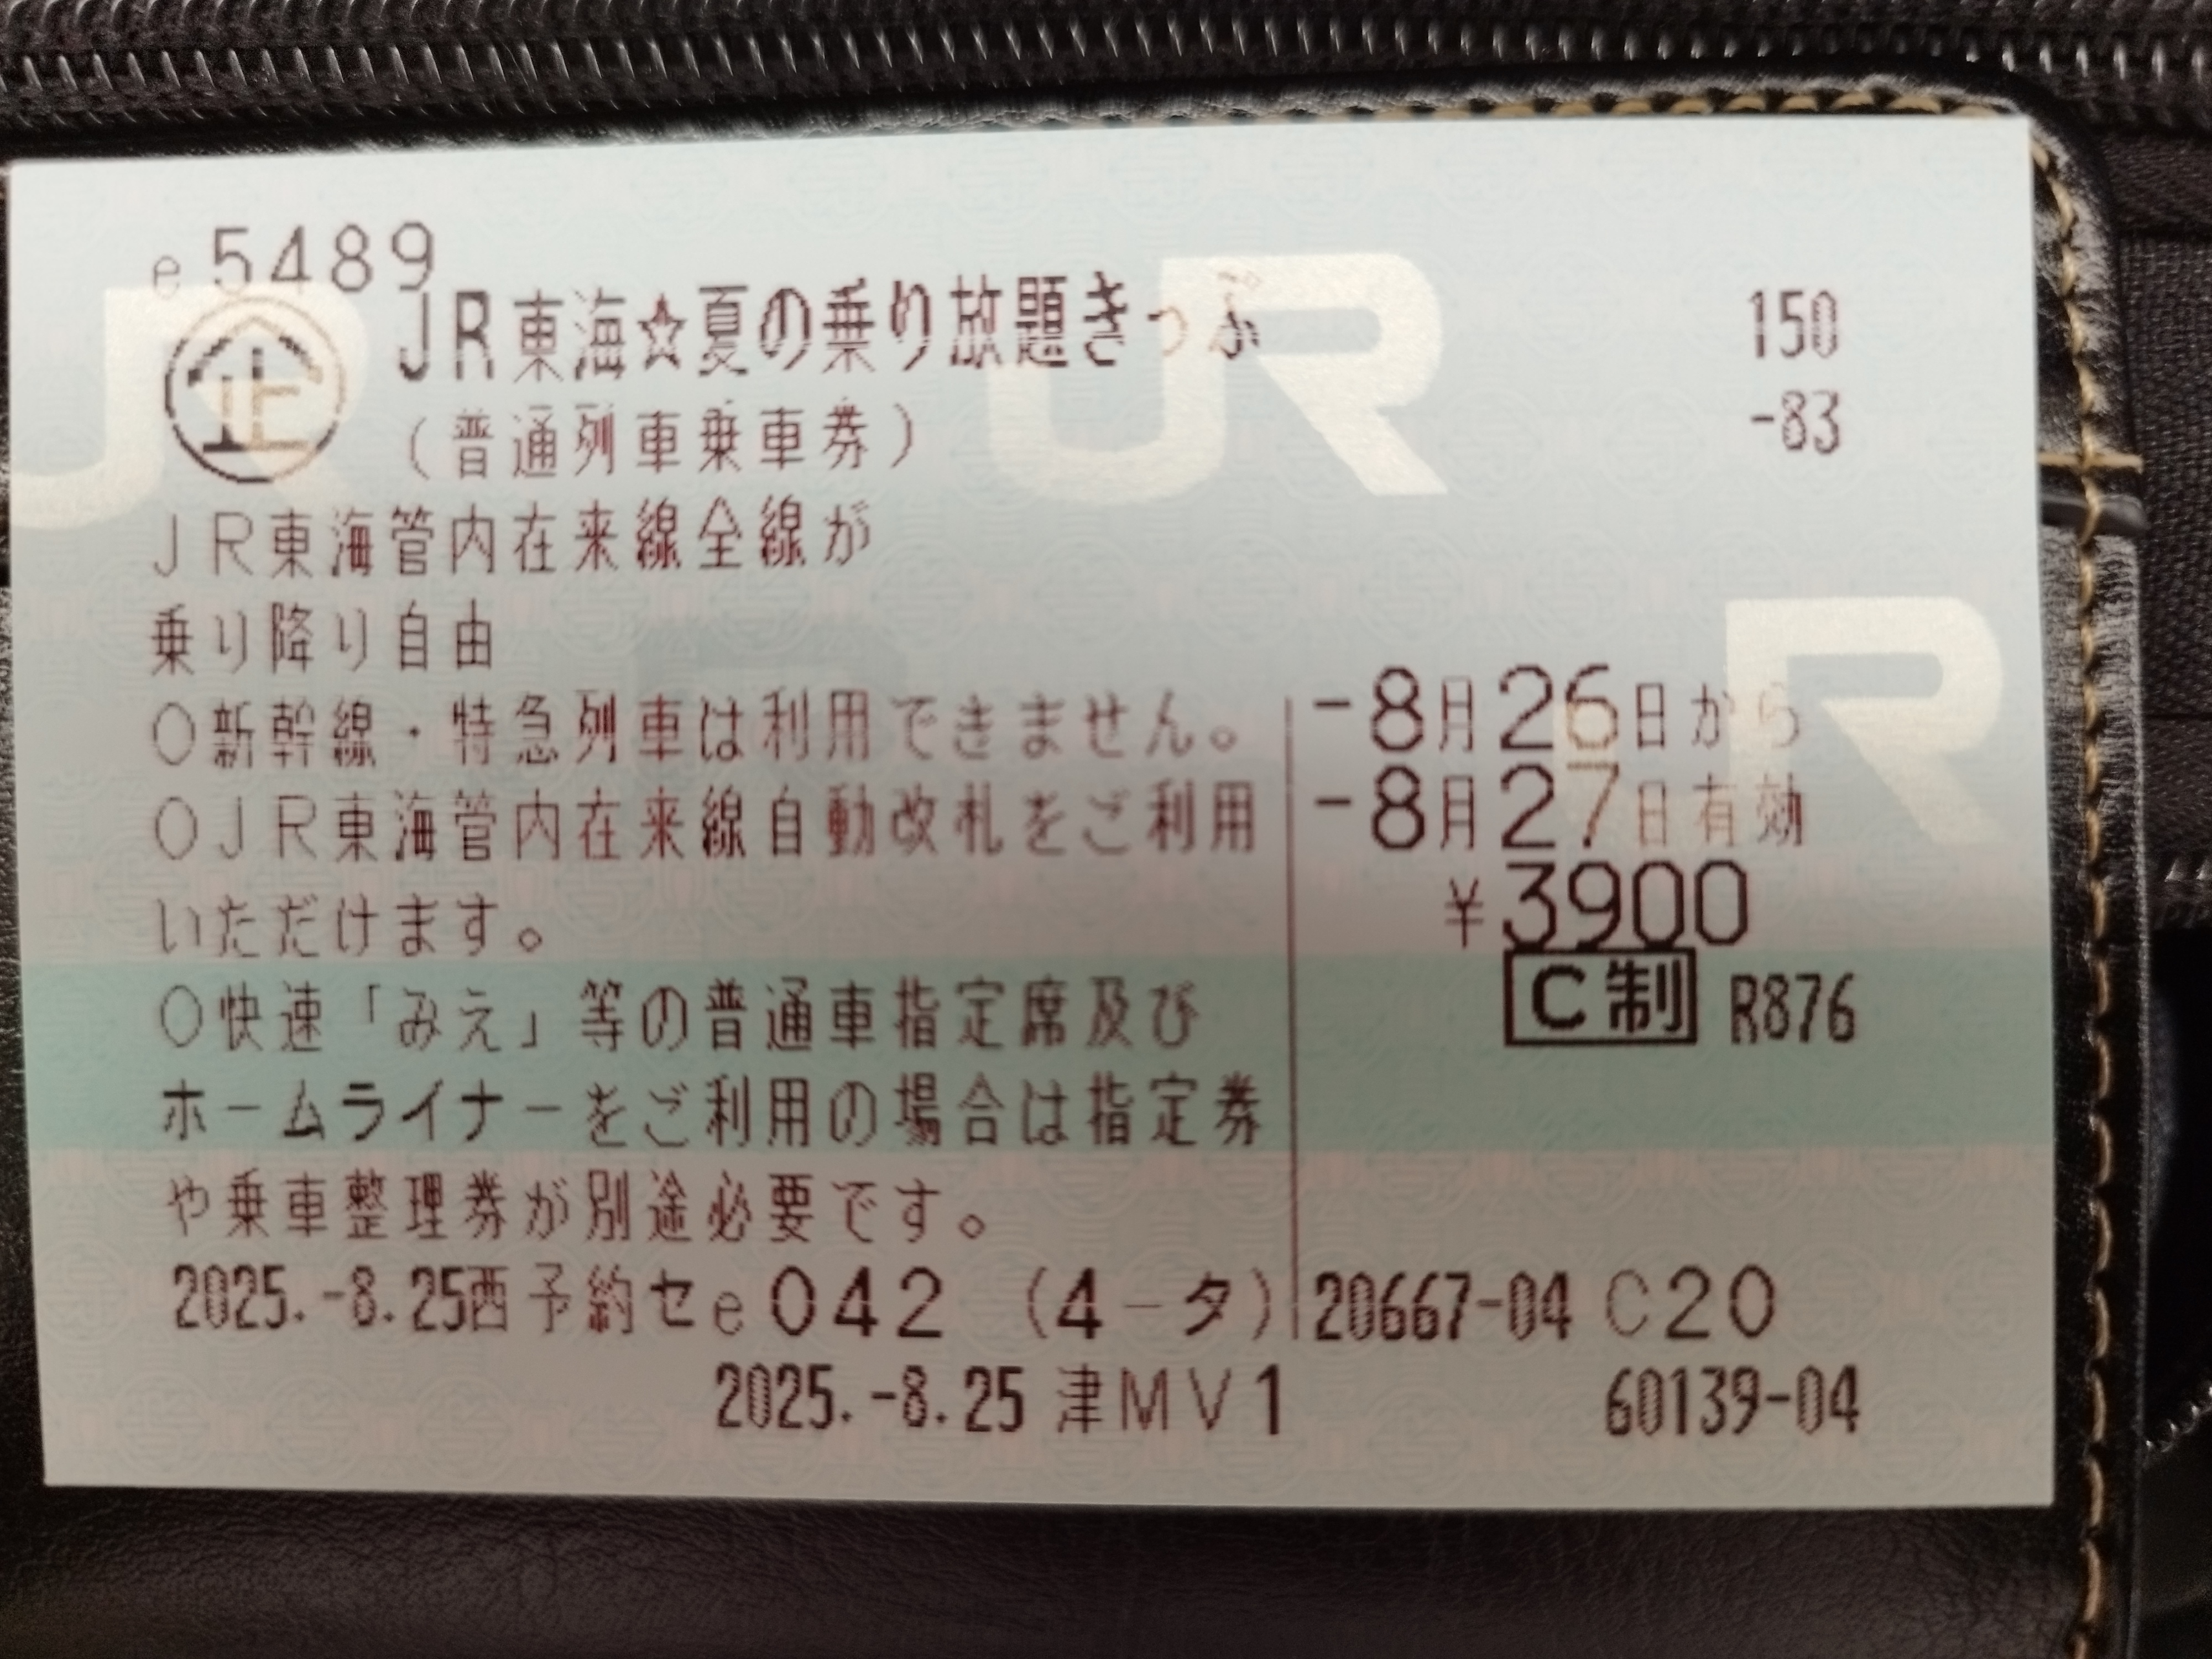 e5489
企 JR東海☆夏の乗り放題きっぷ 150
(普通列車乗車券) -83
JR東海管内在来線全線が
乗り降り自由
○新幹線・特急列車は利用できません。 -8月26日から
○JR東海管内在来線自動改札をご利用 -8月27日有効
いただけます。 ¥3900
○快速「みえ」等の普通車指定席及び C制 R876
ホームライナーをご利用の場合は指定券
や乗車整理券が別途必要です。
2025.-8.25西予約セe042 (4-タ) 20667-04 C20
2025.-8.25 津MV1 60139-04
JR
JR
R